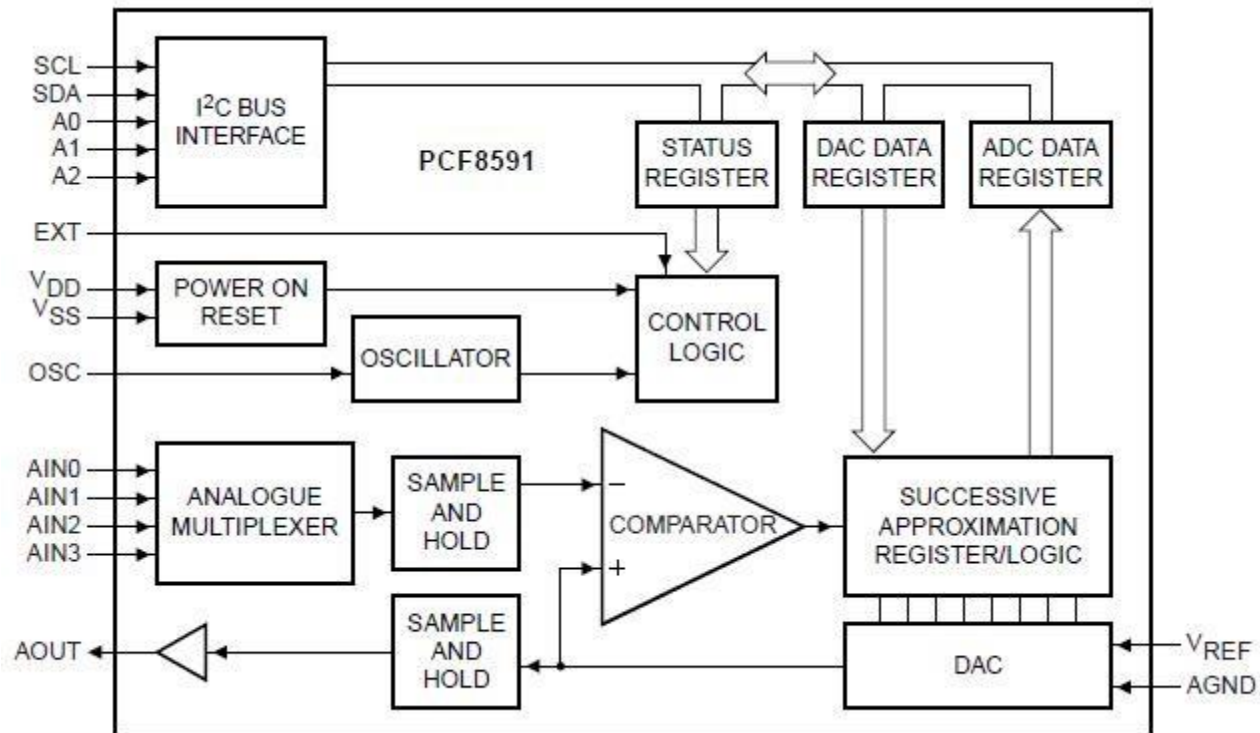 SCL
SDA
A0
A1
A2
I²C BUS
INTERFACE
PCF8591
STATUS
REGISTER
DAC DATA
REGISTER
ADC DATA
REGISTER
EXT
VDD
VSS
POWER ON
RESET
OSC
OSCILLATOR
CONTROL
LOGIC
AIN0
AIN1
AIN2
AIN3
ANALOGUE
MULTIPLEXER
SAMPLE
AND
HOLD
−
+
COMPARATOR
SUCCESSIVE
APPROXIMATION
REGISTER/LOGIC
AOUT
SAMPLE
AND
HOLD
DAC
VREF
AGND